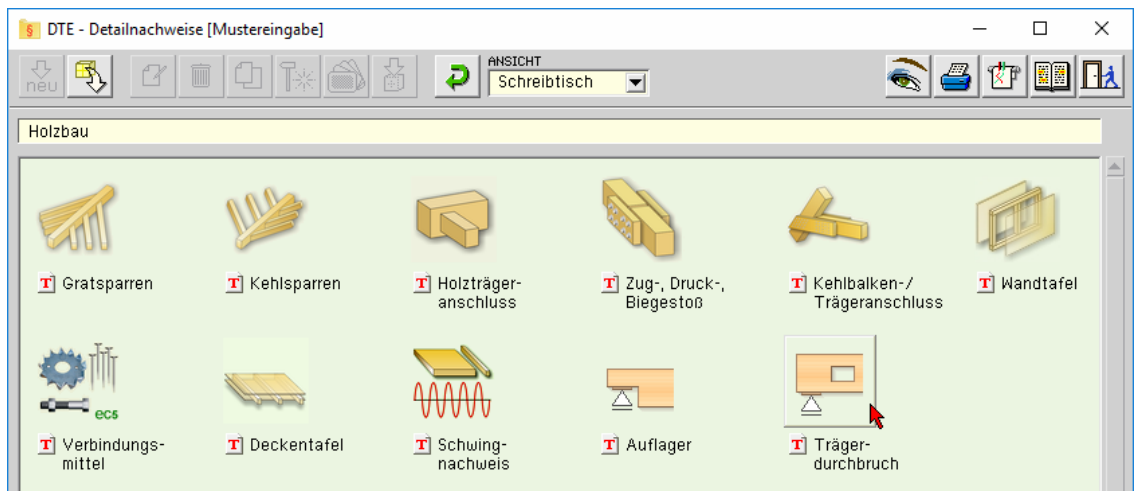 § DTE - Detailnachweise [Mustereingabe]
neu
ANSICHT
Schreibtisch
Holzbau
T Gratsparren
T Kehlsparren
T Holzträger-
anschluss
T Zug-, Druck-,
Biegestoß
T Kehlbalken-/
Trägeranschluss
T Wandtafel
ec5
T Verbindungs-
mittel
T Deckentafel
T Schwing-
nachweis
T Auflager
T Träger-
durchbruch